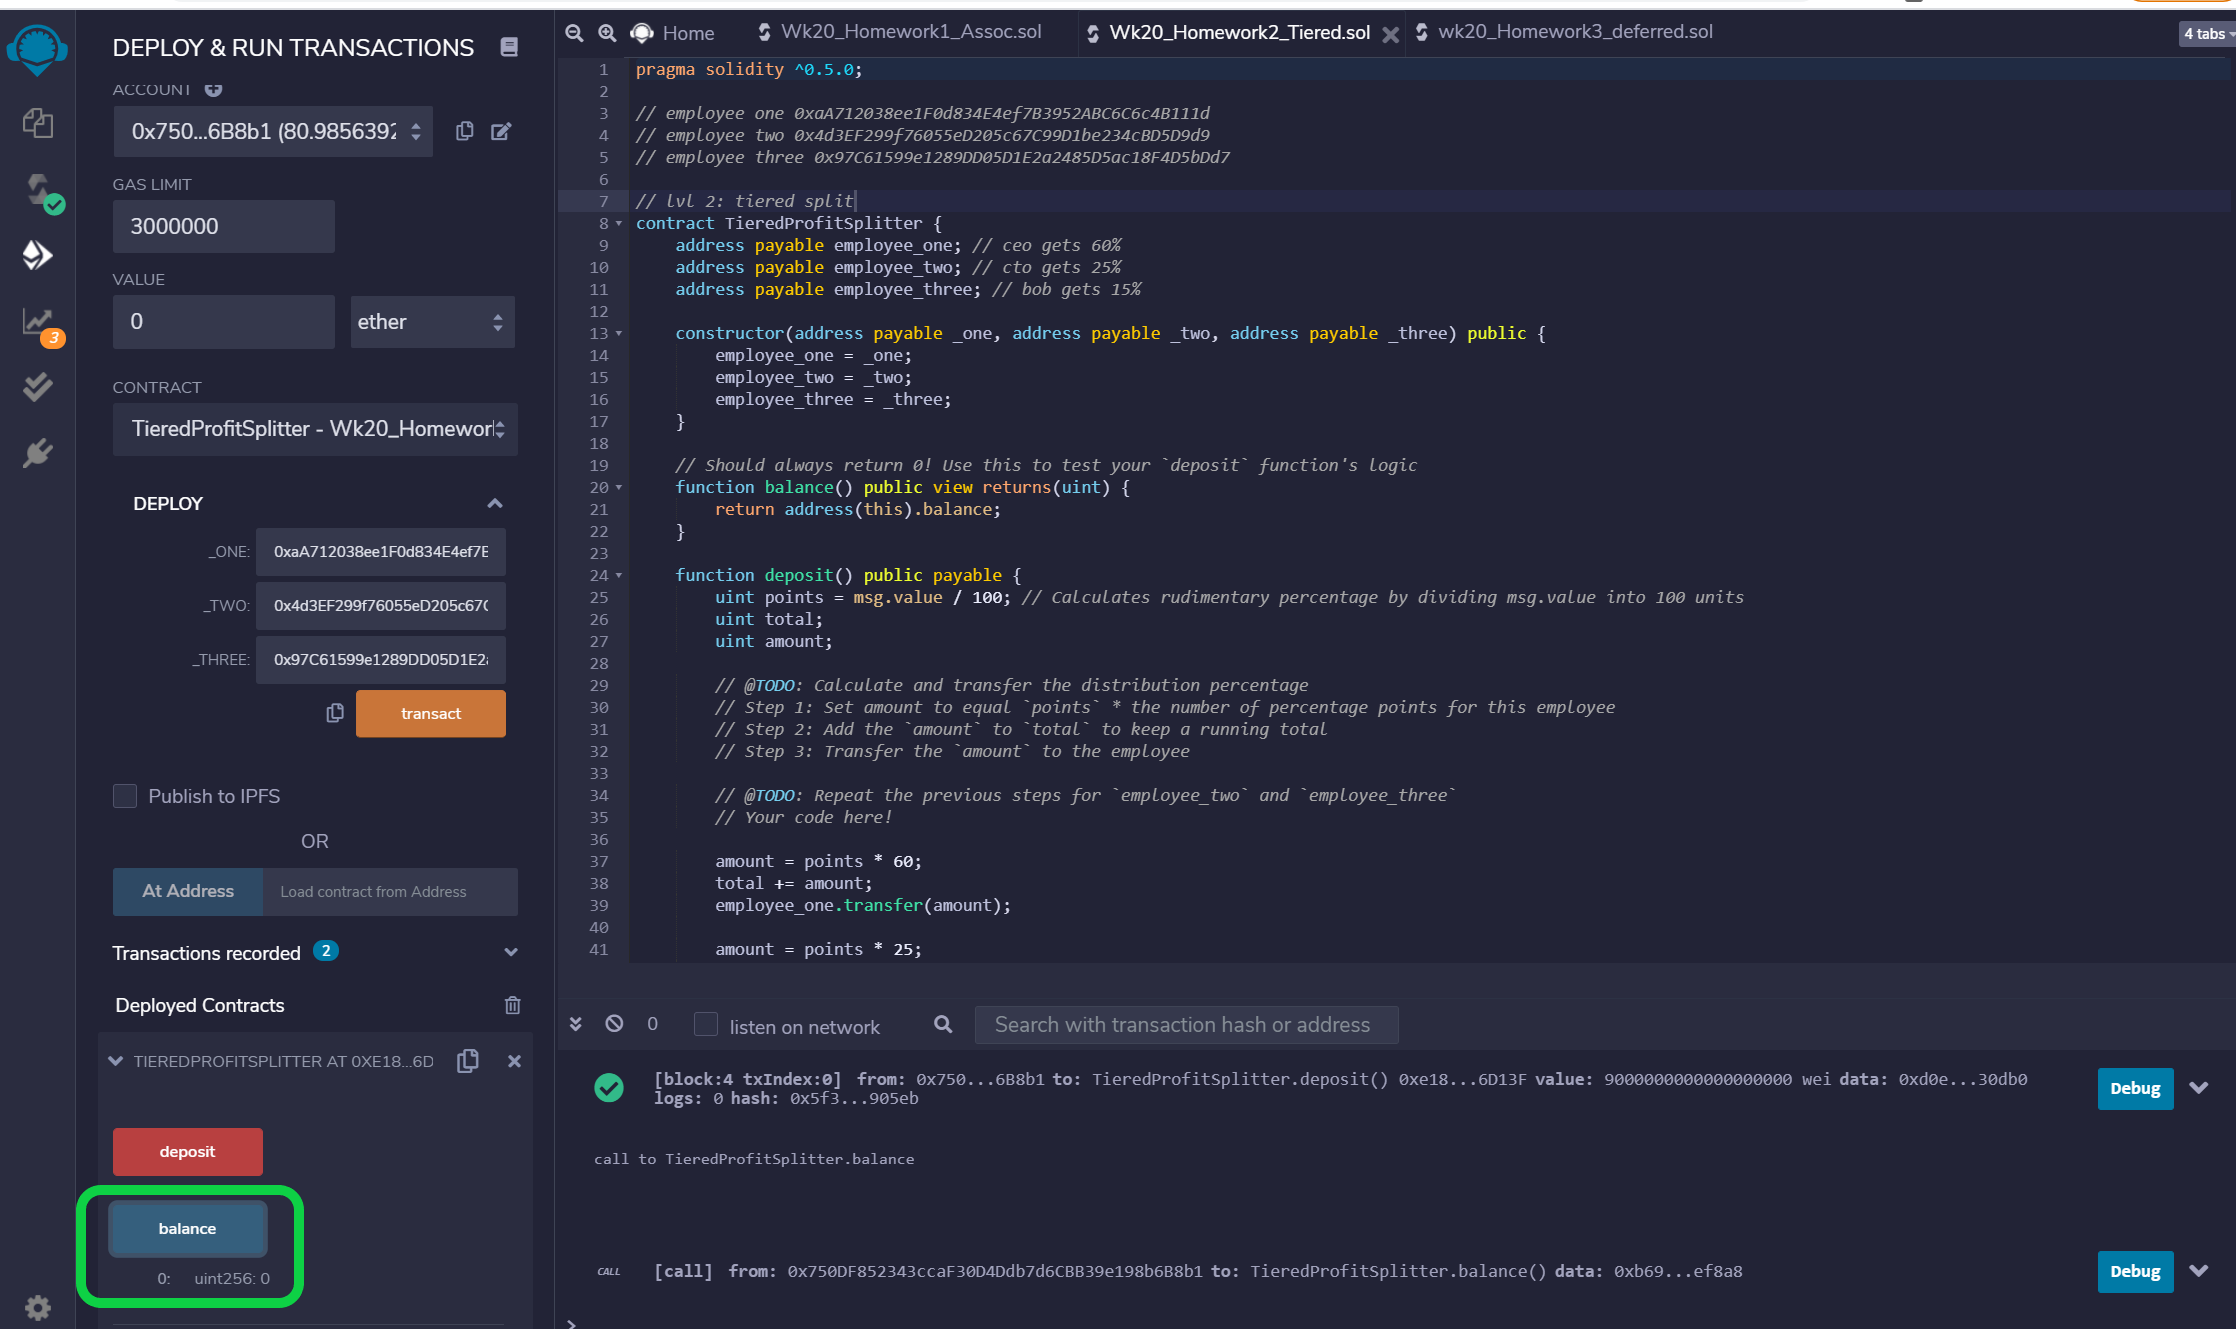 DEPLOY & RUN TRANSACTIONS
ACCOUNT
0x750...6B8b1 (80.9856392
GAS LIMIT
3000000
VALUE
0
ether
CONTRACT
TieredProfitSplitter - Wk20_Homework
DEPLOY
_ONE: 0xaA712038ee1F0d834E4ef7B
_TWO: 0x4d3EF299f76055eD205c67C
_THREE: 0x97C61599e1289DD05D1E2a
transact
Publish to IPFS
OR
At Address
Load contract from Address
Transactions recorded 2
Deployed Contracts
TIEREDPROFITSPLITTER AT 0XE18...6D
deposit
balance
0: uint256: 0
3
Home
Wk20_Homework1_Assoc.sol
Wk20_Homework2_Tiered.sol
wk20_Homework3_deferred.sol
4 tabs
1 pragma solidity ^0.5.0;
2
3 // employee one 0xaA712038ee1F0d834E4ef7B3952ABC6C6c4B111d
4 // employee two 0x4d3EF299f76055eD205c67C99D1be234cBD5D9d9
5 // employee three 0x97C61599e1289DD05D1E2a2485D5ac18F4D5bDd7
6
7 // lvl 2: tiered split
8 contract TieredProfitSplitter {
9 address payable employee_one; // ceo gets 60%
10 address payable employee_two; // cto gets 25%
11 address payable employee_three; // bob gets 15%
12
13 constructor(address payable _one, address payable _two, address payable _three) public {
14 employee_one = _one;
15 employee_two = _two;
16 employee_three = _three;
17 }
18
19 // Should always return 0! Use this to test your `deposit` function's logic
20 function balance() public view returns(uint) {
21 return address(this).balance;
22 }
23
24 function deposit() public payable {
25 uint points = msg.value / 100; // Calculates rudimentary percentage by dividing msg.value into 100 units
26 uint total;
27 uint amount;
28
29 // @TODO: Calculate and transfer the distribution percentage
30 // Step 1: Set amount to equal `points` * the number of percentage points for this employee
31 // Step 2: Add the `amount` to `total` to keep a running total
32 // Step 3: Transfer the `amount` to the employee
33
34 // @TODO: Repeat the previous steps for `employee_two` and `employee_three`
35 // Your code here!
36
37 amount = points * 60;
38 total += amount;
39 employee_one.transfer(amount);
40
41 amount = points * 25;
0
listen on network
Search with transaction hash or address
[block:4 txIndex:0] from: 0x750...6B8b1 to: TieredProfitSplitter.deposit() 0xe18...6D13F value: 9000000000000000000 wei data: 0xd0e...30db0
logs: 0 hash: 0x5f3...905eb
Debug
call to TieredProfitSplitter.balance
CALL [call] from: 0x750DF852343ccaF30D4Ddb7d6CBB39e198b6B8b1 to: TieredProfitSplitter.balance() data: 0xb69...ef8a8
Debug
>